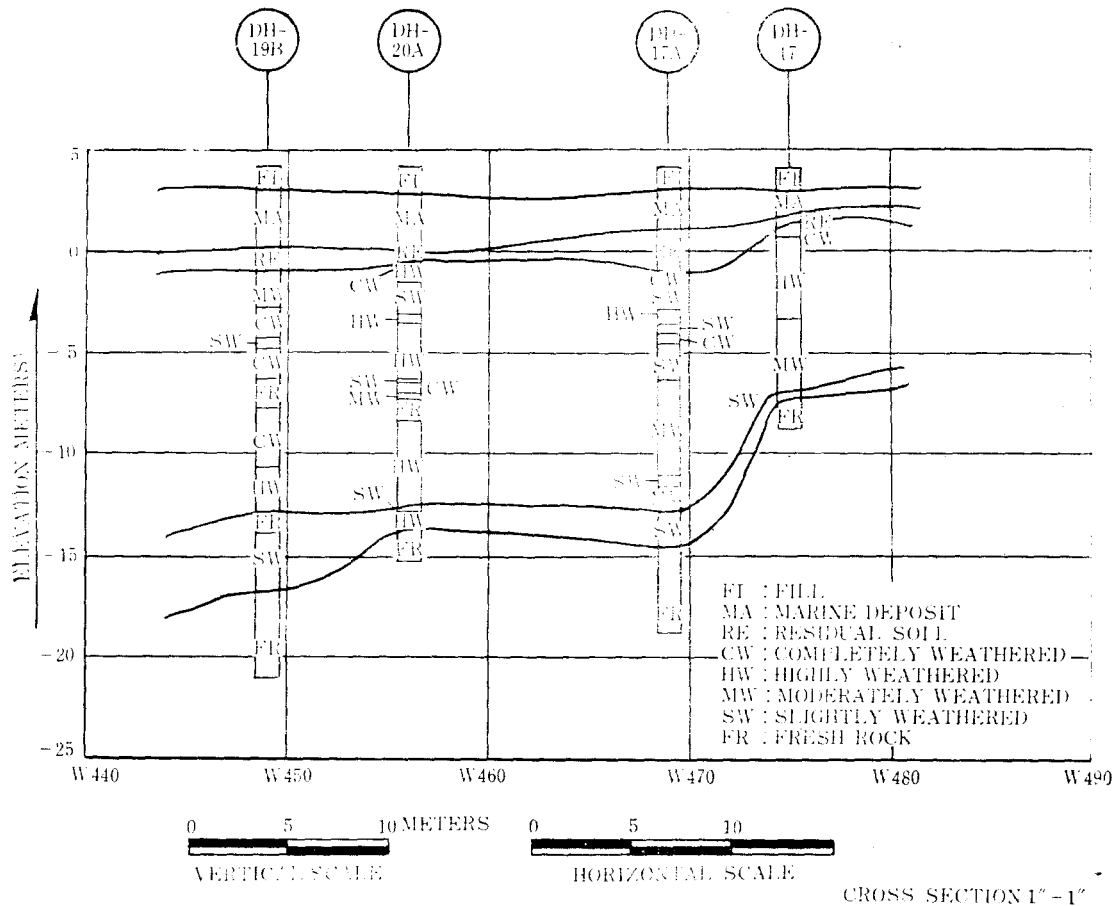 DH-
19B
DH-
20A
DH-
17A
DH-
17
5
0
-5
-10
-15
-20
-25
ELEVATION METERS
FI
MA
RE
MW
CW
SW
CW
FR
CW
HW
FR
SW
FR
FI
MA
RE
HW
CW
SW
HW
HW
SW
CW
MW
FR
HW
SW
HW
FR
MA
CW
HW
SW
CW
SW
MW
SW
SW
FR
FI
MA
RE
CW
HW
MW
SW
FR
FI : FILL
MA : MARINE DEPOSIT
RE : RESIDUAL SOIL
CW : COMPLETELY WEATHERED
HW : HIGHLY WEATHERED
MW : MODERATELY WEATHERED
SW : SLIGHTLY WEATHERED
FR : FRESH ROCK
W440 W450 W460 W470 W480 W490
0 5 10 METERS
VERTICAL SCALE
0 5 10
HORIZONTAL SCALE
CROSS SECTION 1"-1"